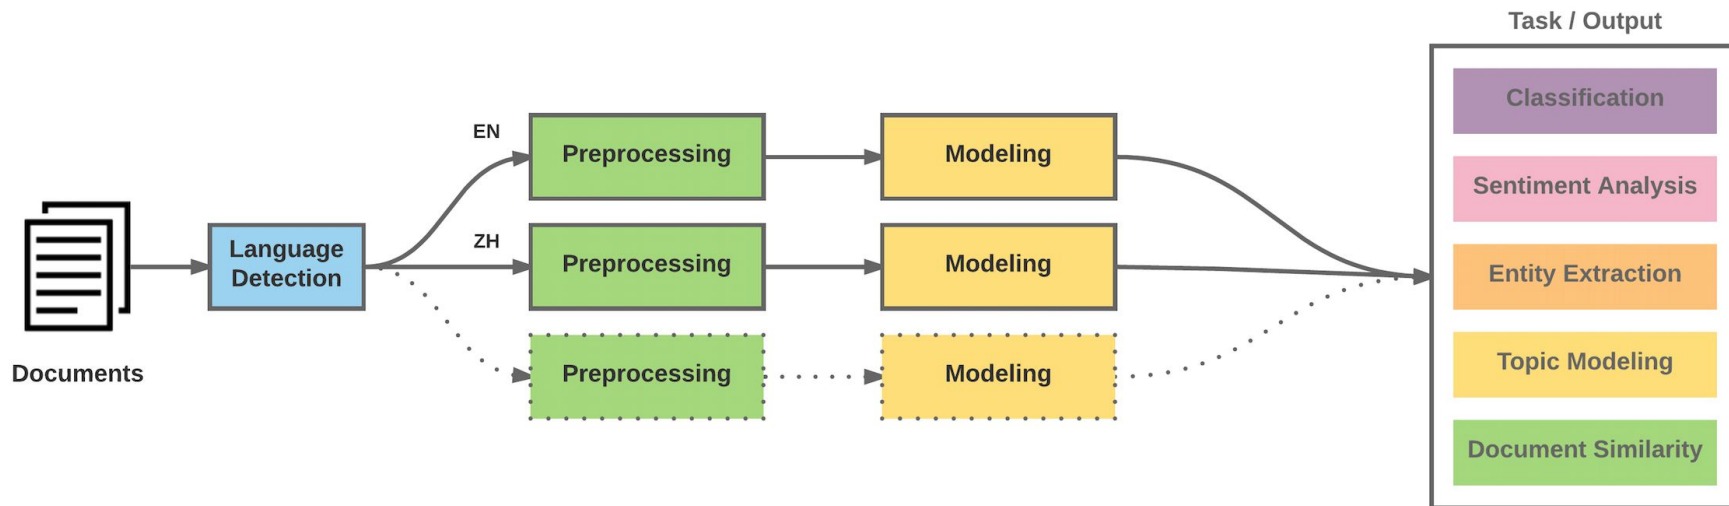 Task / Output
Classification
EN
Preprocessing
Modeling
Sentiment Analysis
Language
Detection
ZH
Preprocessing
Modeling
Entity Extraction
Documents
Preprocessing
Modeling
Topic Modeling
Document Similarity